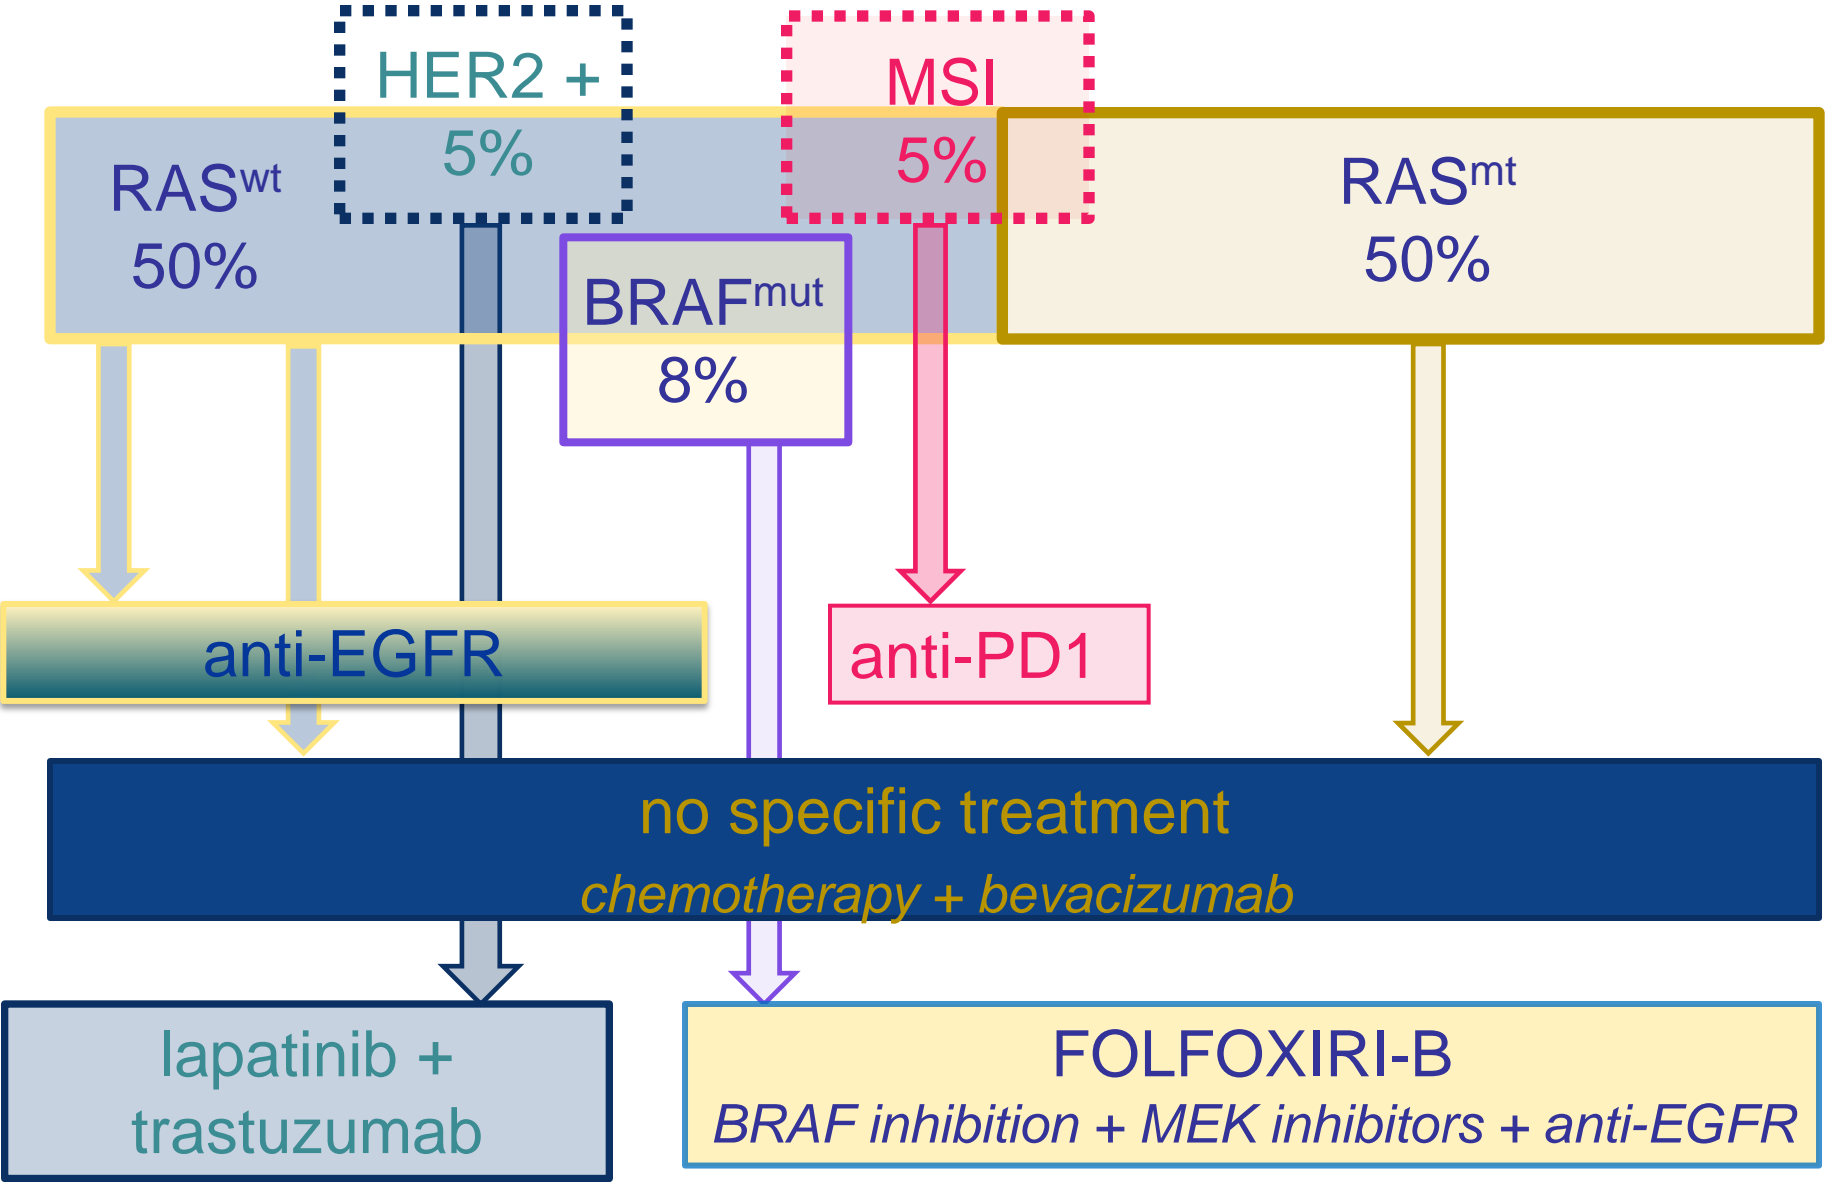 HER2 +
5%
MSI
5%
RASʷᵗ
50%
RASᵐᵗ
50%
BRAFᵐᵘᵗ
8%
anti-EGFR
anti-PD1
no specific treatment
chemotherapy + bevacizumab
lapatinib +
trastuzumab
FOLFOXIRI-B
BRAF inhibition + MEK inhibitors + anti-EGFR